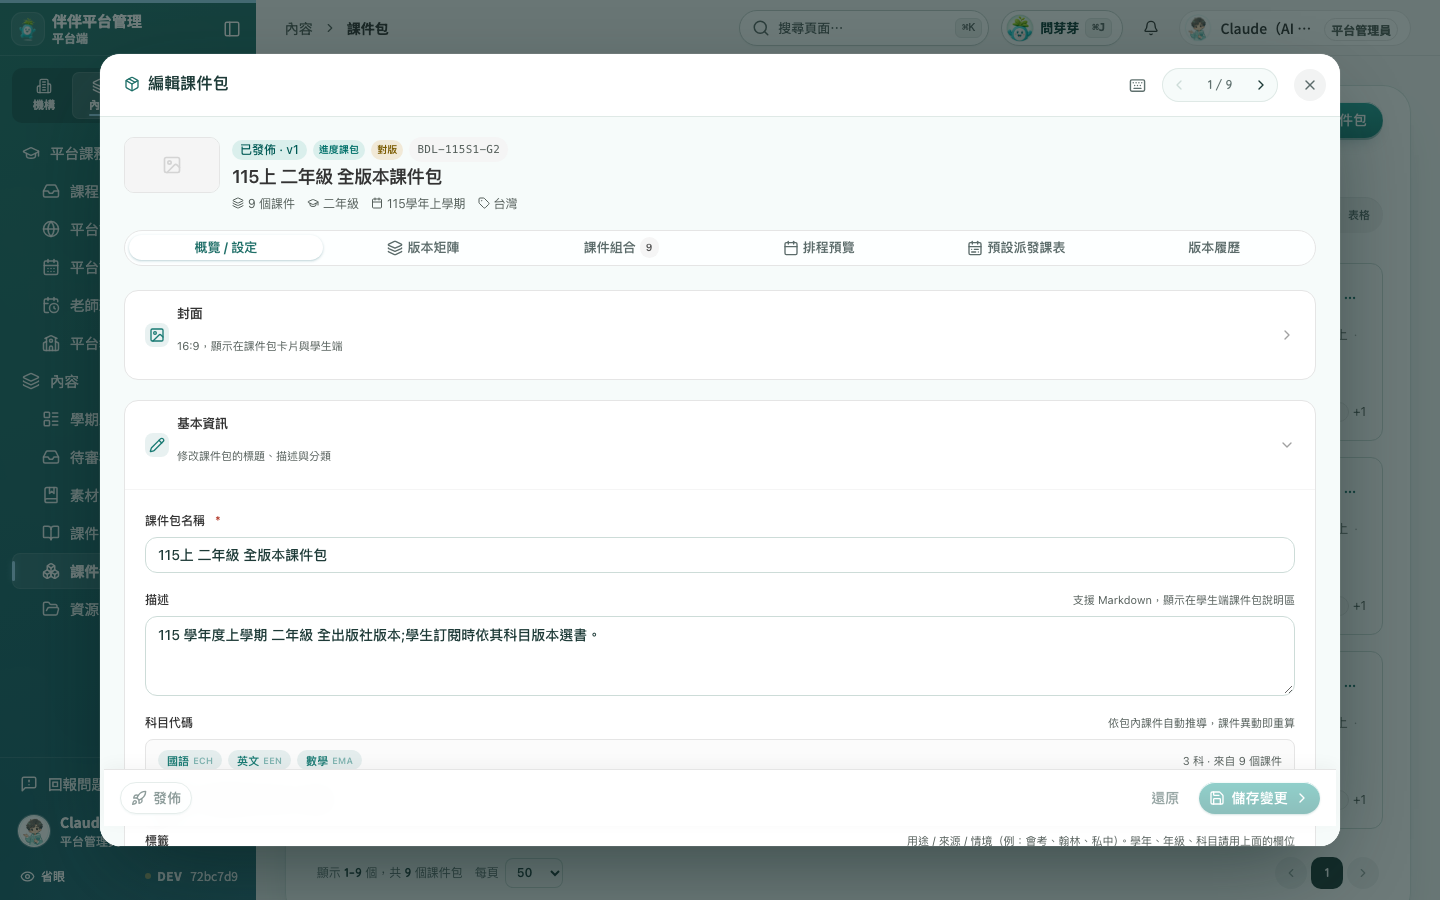 伴伴平台管理
平台端
內容 > 課件包
搜尋頁面…
⌘K
問芽芽
⌘J
Claude（AI …
平台管理員
機構
平台課
課程
平台
平台
老師
平台
內容
學期
待審
素材
課件
課件
資源
回報問題
Claud
平台管理
省眼
DEV 72bc7d9
編輯課件包
1 / 9
已發佈 · v1
進度課包
對版
BDL-115S1-G2
115上 二年級 全版本課件包
9 個課件
二年級
115學年上學期
台灣
概覽 / 設定
版本矩陣
課件組合 9
排程預覽
預設派發課表
版本履歷
封面
16:9，顯示在課件包卡片與學生端
基本資訊
修改課件包的標題、描述與分類
課件包名稱 *
115上 二年級 全版本課件包
描述
支援 Markdown，顯示在學生端課件包說明區
115 學年度上學期 二年級 全出版社版本;學生訂閱時依其科目版本選書。
科目代碼
依包內課件自動推導，課件異動即重算
國語 ECH
英文 EEN
數學 EMA
3 科 · 來自 9 個課件
發佈
還原
儲存變更
標籤
用途 / 來源 / 情境（例：會考、翰林、私中）。學年、年級、科目請用上面的欄位
件包
表格
…
上 ·
+1
…
上 ·
+1
…
上 ·
+1
顯示 1-9 個，共 9 個課件包
每頁
50
1